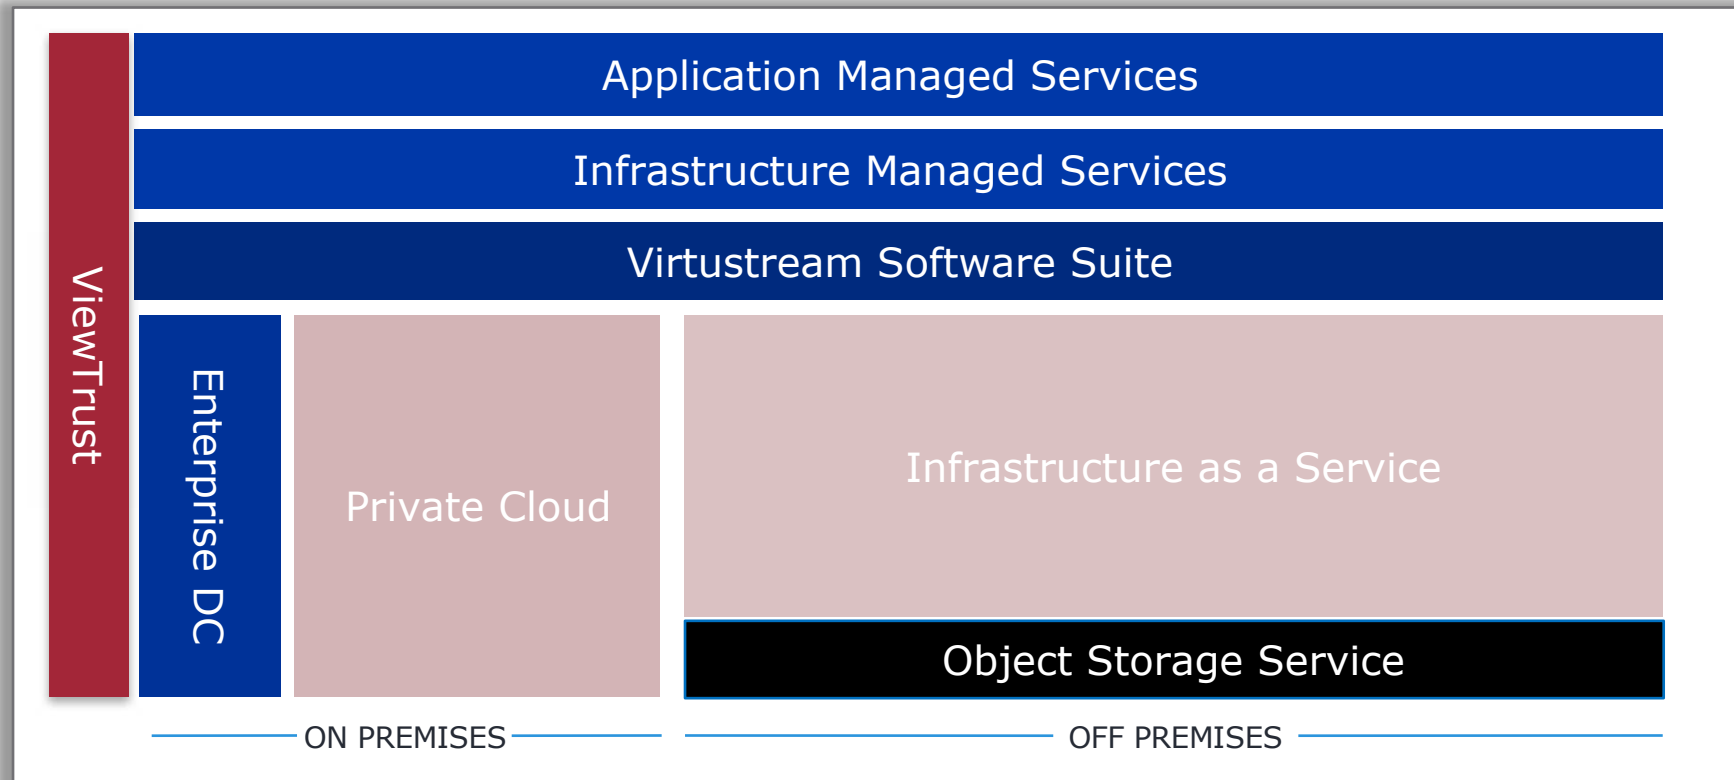 Application Managed Services
Infrastructure Managed Services
Virtustream Software Suite
ViewTrust
Enterprise DC
Private Cloud
Infrastructure as a Service
Object Storage Service
ON PREMISES
OFF PREMISES